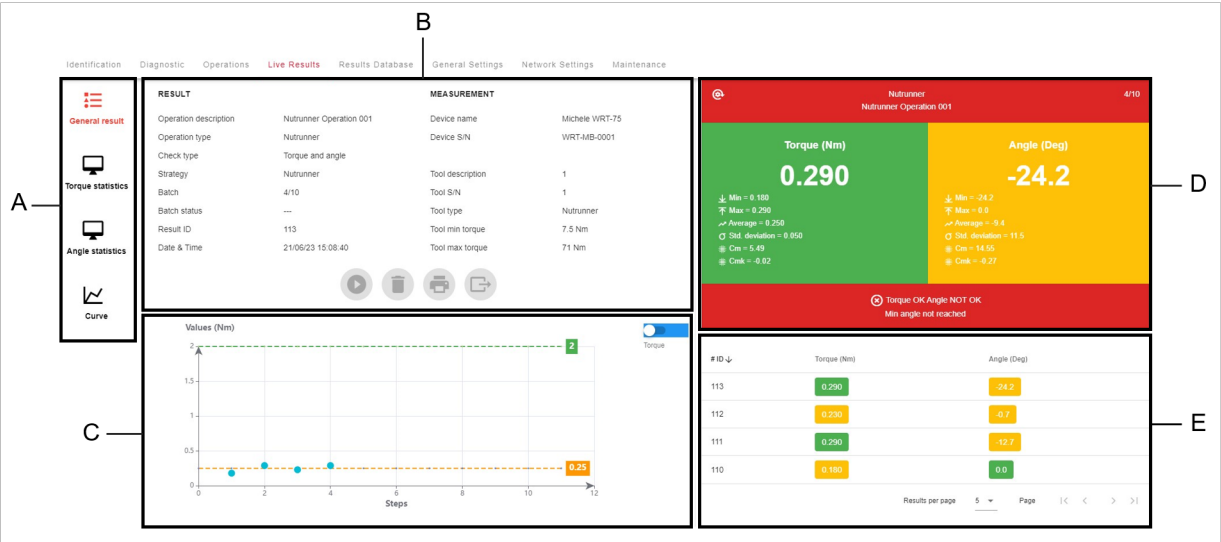 B
Identification Diagnostic Operations Live Results Results Database General Settings Network Settings Maintenance
A
General result
Torque statistics
Angle statistics
Curve
RESULT MEASUREMENT
Operation description Nutrunner Operation 001 Device name Michele WRT-75
Operation type Nutrunner Device S/N WRT-MB-0001
Check type Torque and angle
Strategy Nutrunner Tool description 1
Batch 4/10 Tool S/N 1
Batch status --- Tool type Nutrunner
Result ID 113 Tool min torque 7.5 Nm
Date & Time 21/06/23 15:08:40 Tool max torque 71 Nm
C
Values (Nm)
Torque
2 2
1.5
1
0.5
0.25
0
0 2 4 6 8 10 12
Steps
D
Nutrunner 4/10
Nutrunner Operation 001
Torque (Nm) Angle (Deg)
0.290 -24.2
Min = 0.180 Min = -24.2
Max = 0.290 Max = 0.0
Average = 0.250 Average = -9.4
Std. deviation = 0.050 Std. deviation = 11.5
Cm = 5.49 Cm = 14.55
Cmk = -0.02 Cmk = -0.27
Torque OK Angle NOT OK
Min angle not reached
E
# ID Torque (Nm) Angle (Deg)
113 0.290 -24.2
112 0.230 -0.7
111 0.290 -12.7
110 0.180 0.0
Results per page 5 Page